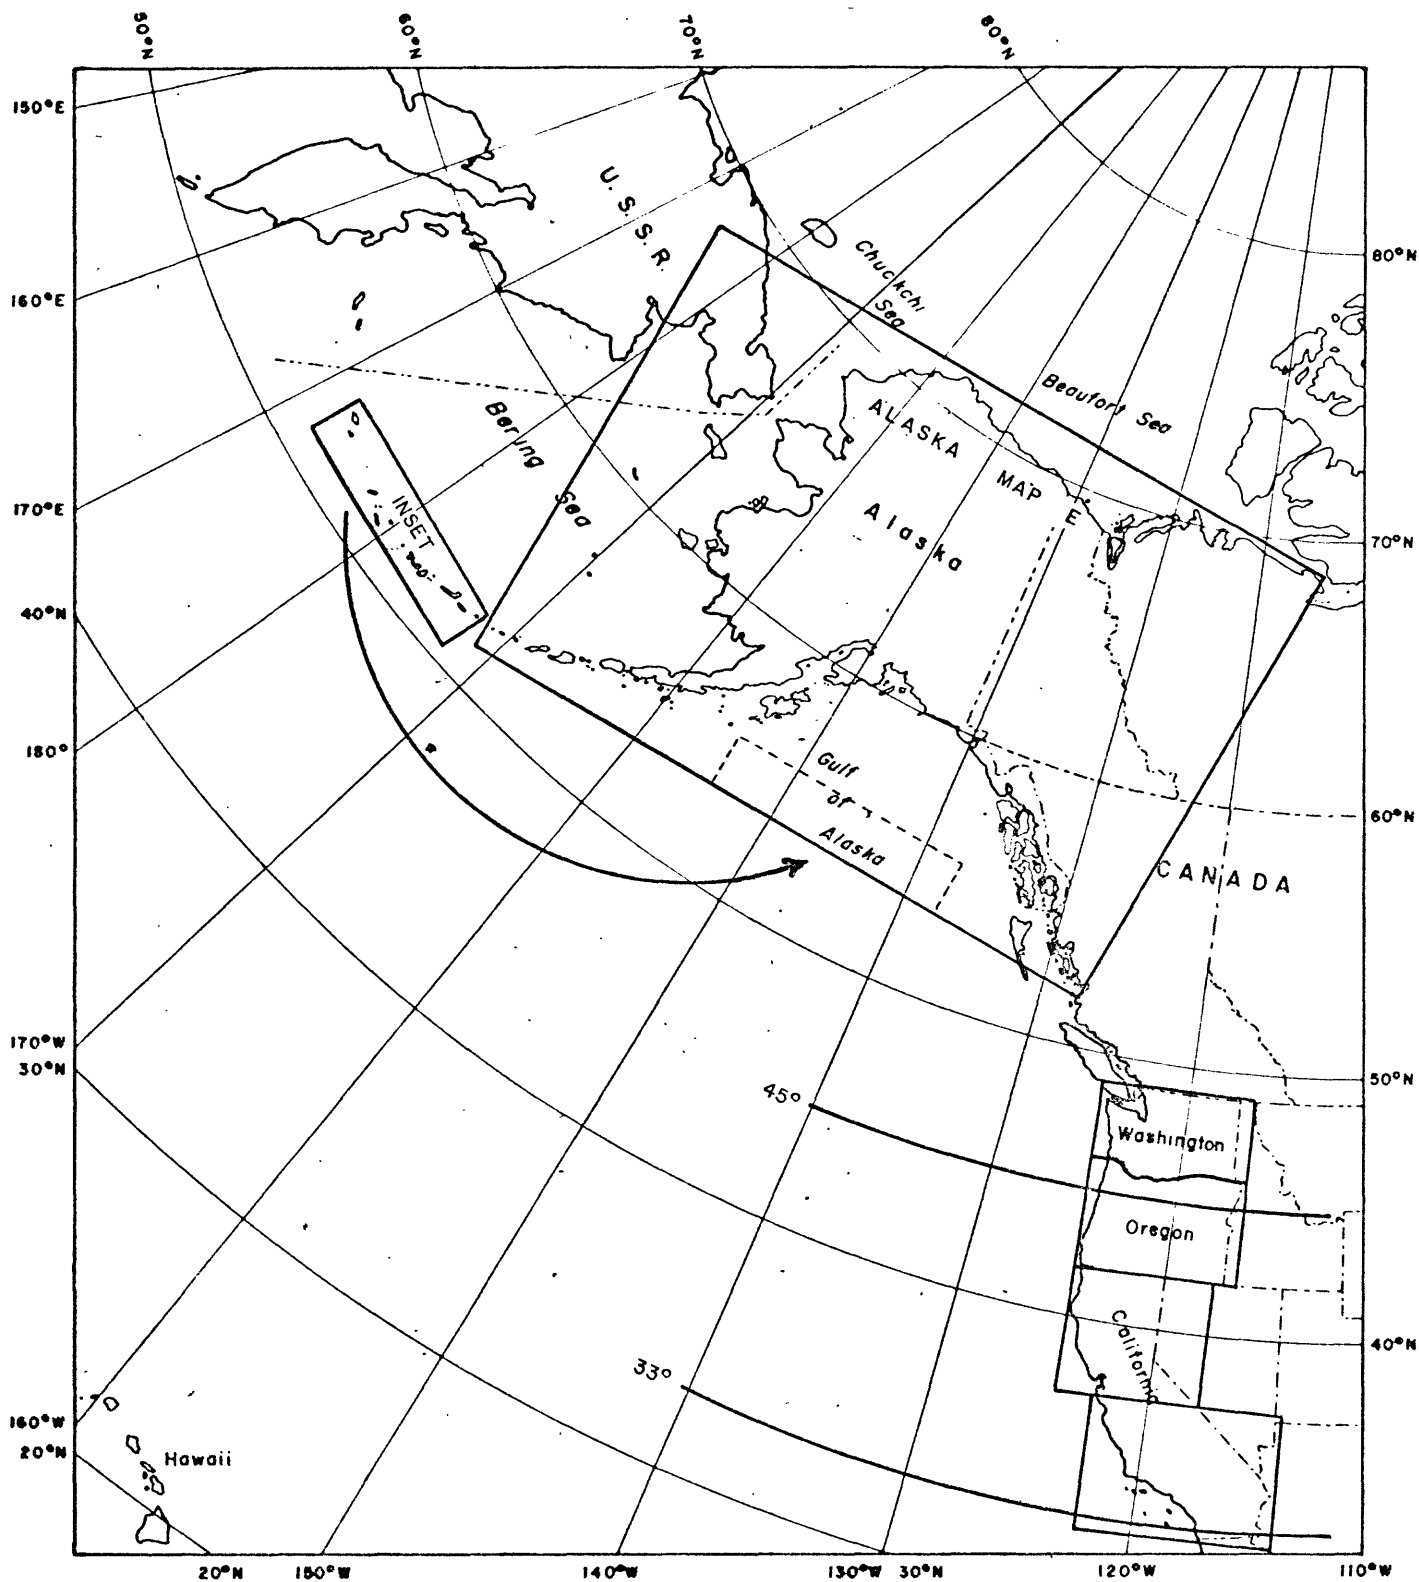 50°N
60°N
70°N
80°N
150°E
160°E
170°E
40°N
180°
170°W
30°N
160°W
20°N
80°N
70°N
60°N
50°N
40°N
U. S. S. R.
Chuckchi
Sea
Beaufort Sea
Bering
Sea
ALASKA MAP E
Alaska
INSET
Gulf
of
Alaska
CANADA
45°
Washington
Oregon
California
33°
Hawaii
20°N
150°W
140°W
130°W
30°N
120°W
110°W